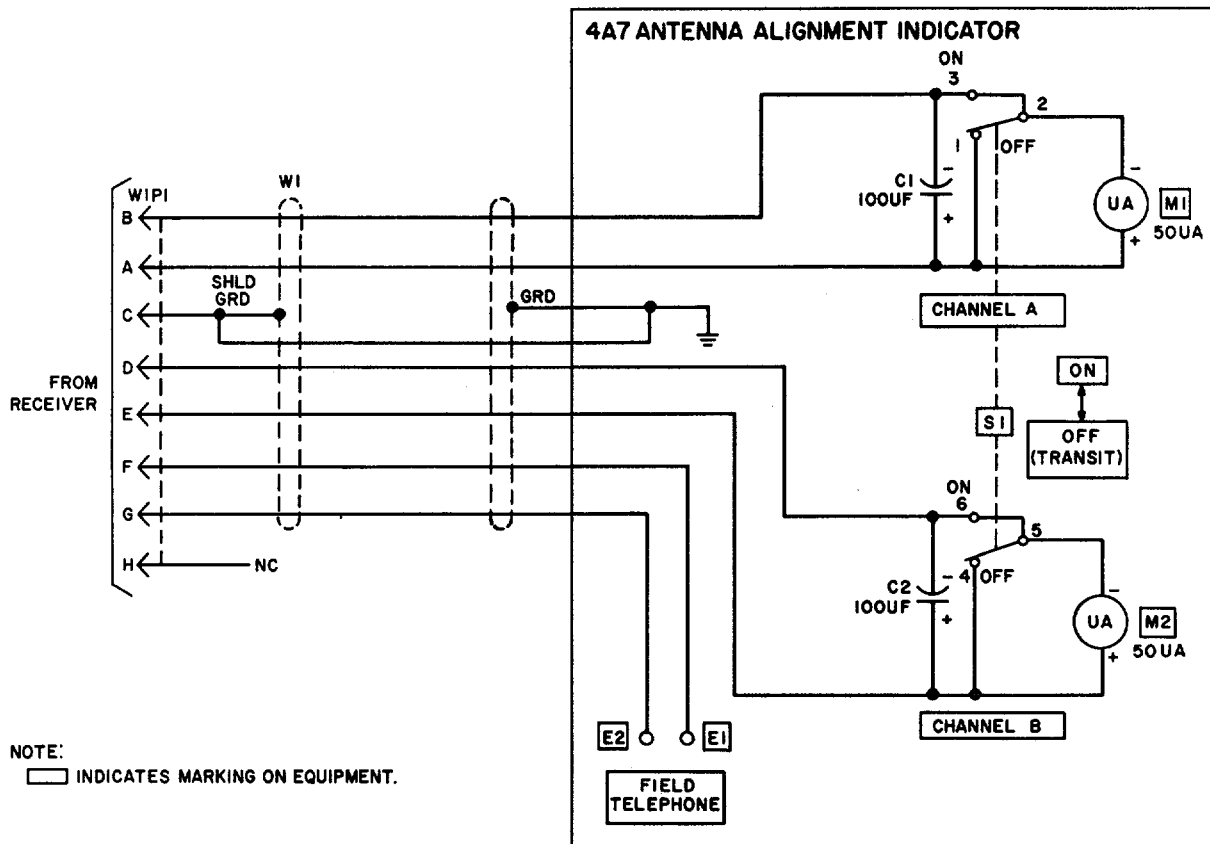 4A7 ANTENNA ALIGNMENT INDICATOR
ON
3
2
1
OFF
C1
100UF
-
+
-
UA
M1
+
50UA
W1P1
W1
B
A
SHLD
GRD
GRD
C
CHANNEL A
D
FROM
RECEIVER
E
ON
S1
OFF
(TRANSIT)
F
ON
6
5
G
H
NC
4
OFF
C2
100UF
-
+
-
UA
M2
+
50UA
E2
E1
CHANNEL B
FIELD
TELEPHONE
NOTE:
INDICATES MARKING ON EQUIPMENT.